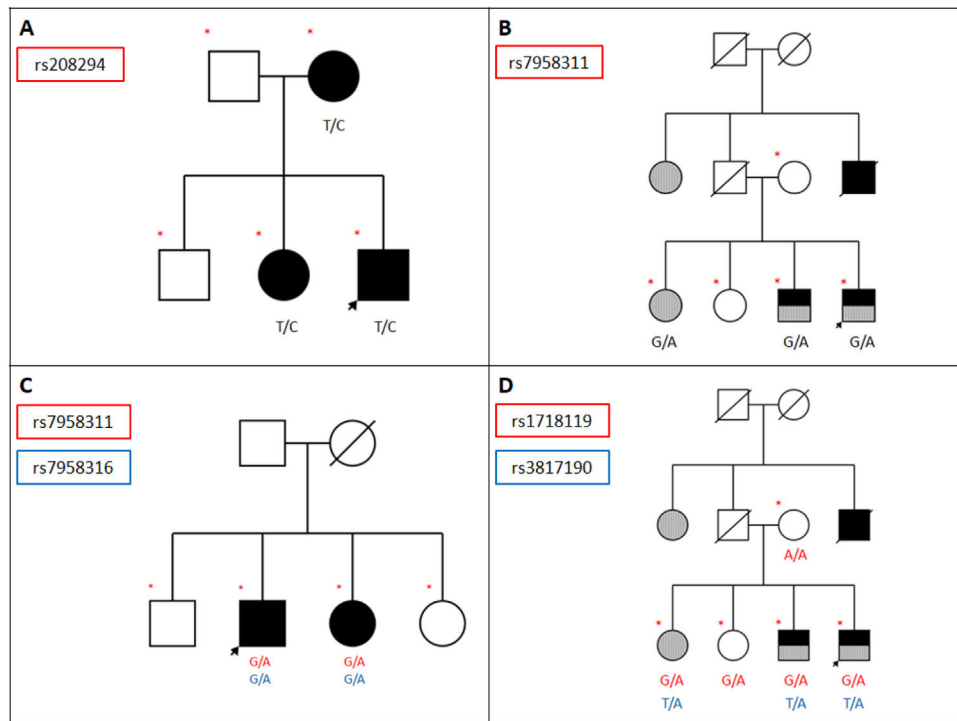 A
rs208294
* *
T/C
* * *
T/C T/C
B
rs7958311
*
* * * *
G/A G/A G/A
C
rs7958311
rs7958316
* * * *
G/A G/A
G/A G/A
D
rs1718119
rs3817190
*
A/A
* * * *
G/A G/A G/A G/A
T/A T/A T/A